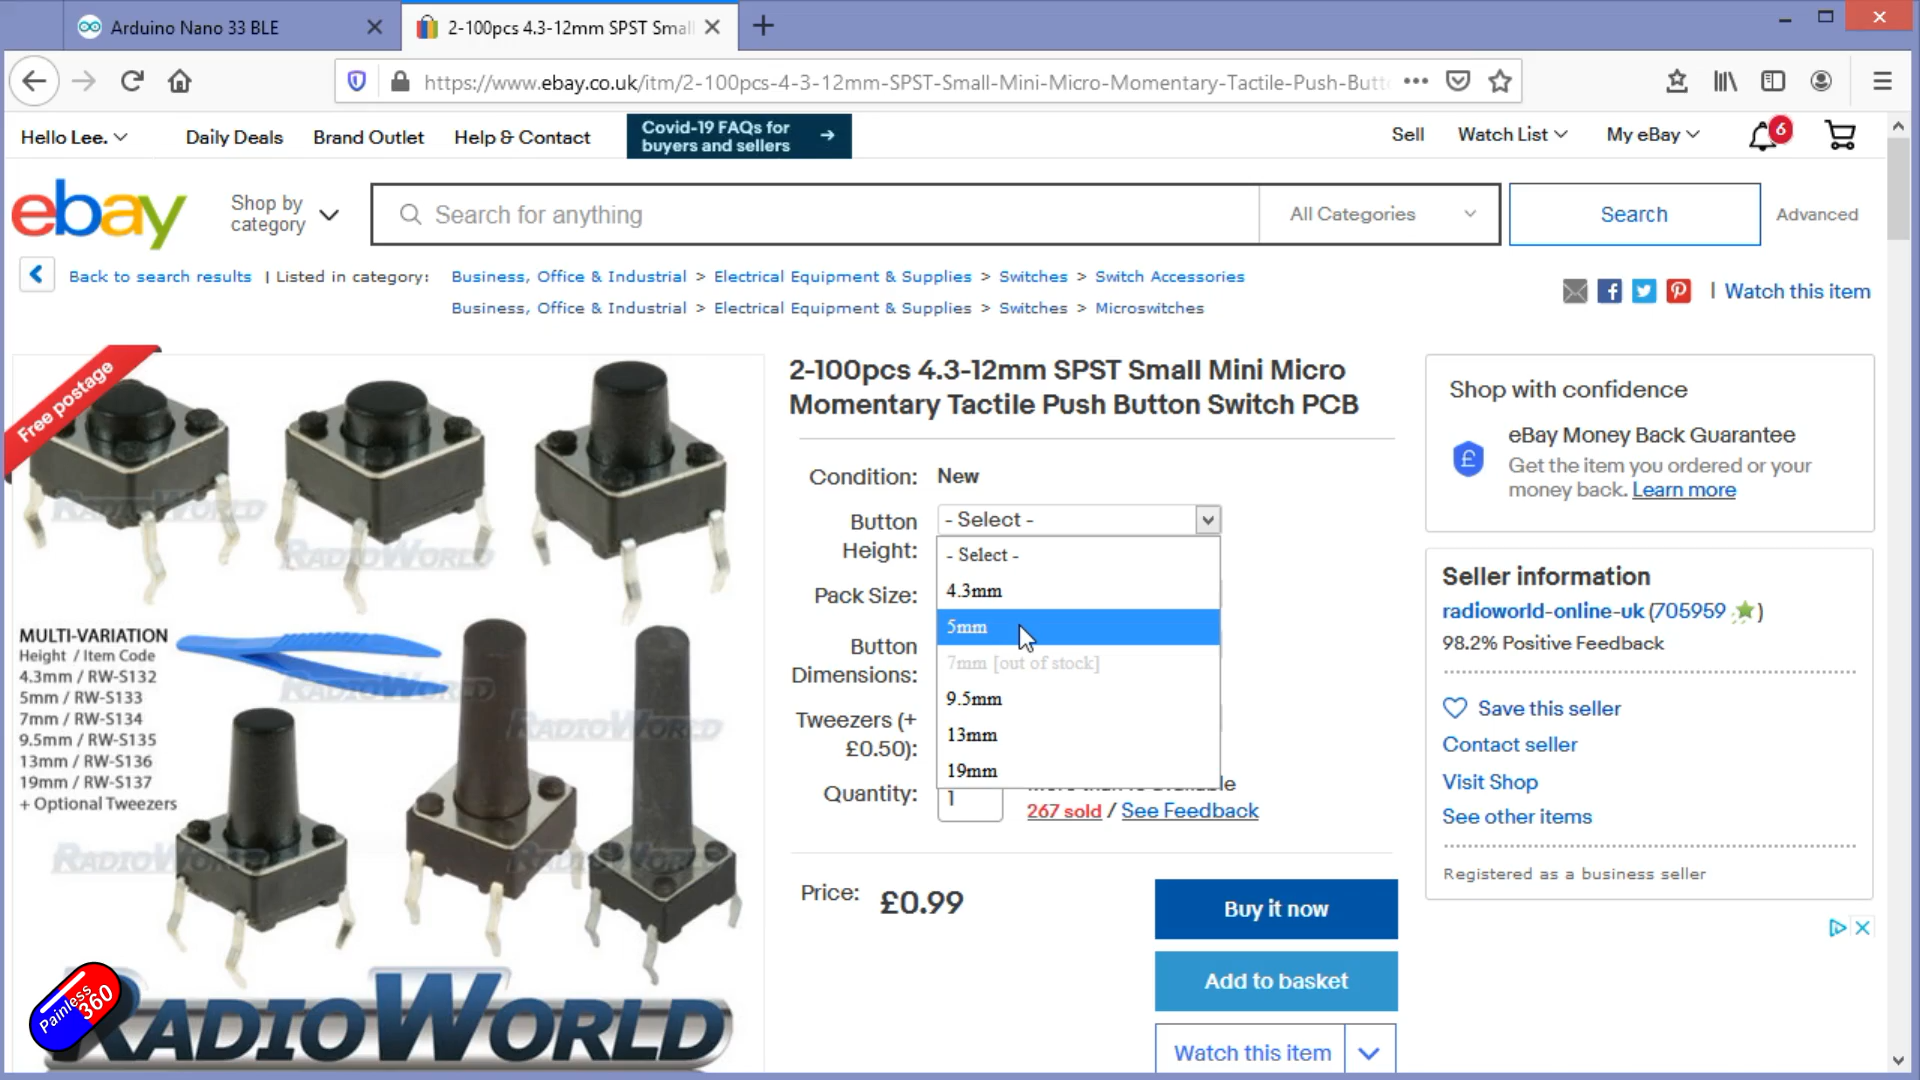 Arduino Nano 33 BLE
2-100pcs 4.3-12mm SPST Small
https://www.ebay.co.uk/itm/2-100pcs-4-3-12mm-SPST-Small-Mini-Micro-Momentary-Tactile-Push-Butt
Hello Lee.
Daily Deals
Brand Outlet
Help & Contact
Covid-19 FAQs for
buyers and sellers
Sell
Watch List
My eBay
6
ebay
Shop by
category
Search for anything
All Categories
Search
Advanced
Back to search results
| Listed in category:
Business, Office & Industrial > Electrical Equipment & Supplies > Switches > Switch Accessories
Business, Office & Industrial > Electrical Equipment & Supplies > Switches > Microswitches
| Watch this item
Free postage
RADIOWORLD
RADIOWORLD
MULTI-VARIATION
Height / Item Code
4.3mm / RW-S132
5mm / RW-S133
7mm / RW-S134
9.5mm / RW-S135
13mm / RW-S136
19mm / RW-S137
+ Optional Tweezers
RADIOWORLD
RADIOWORLD
RADIOWORLD
Painless
360
RADIOWORLD
2-100pcs 4.3-12mm SPST Small Mini Micro
Momentary Tactile Push Button Switch PCB
Condition:
New
Button
Height:
- Select -
- Select -
4.3mm
5mm
7mm [out of stock]
9.5mm
13mm
19mm
Pack Size:
Button
Dimensions:
Tweezers (+
£0.50):
Quantity:
1
267 sold / See Feedback
Price:
£0.99
Buy it now
Add to basket
Watch this item
Shop with confidence
eBay Money Back Guarantee
Get the item you ordered or your
money back. Learn more
Seller information
radioworld-online-uk (705959 )
98.2% Positive Feedback
Save this seller
Contact seller
Visit Shop
See other items
Registered as a business seller